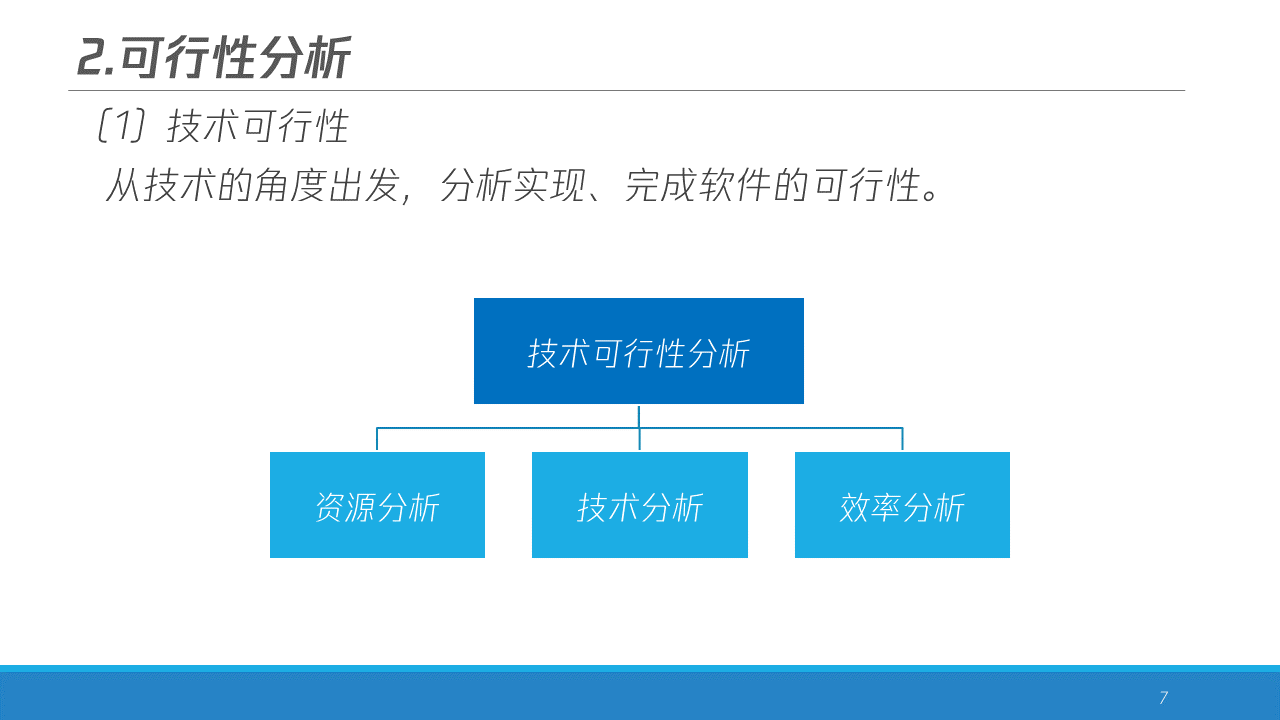 2.可行性分析
（1）技术可行性
从技术的角度出发，分析实现、完成软件的可行性。
技术可行性分析
资源分析
技术分析
效率分析
7